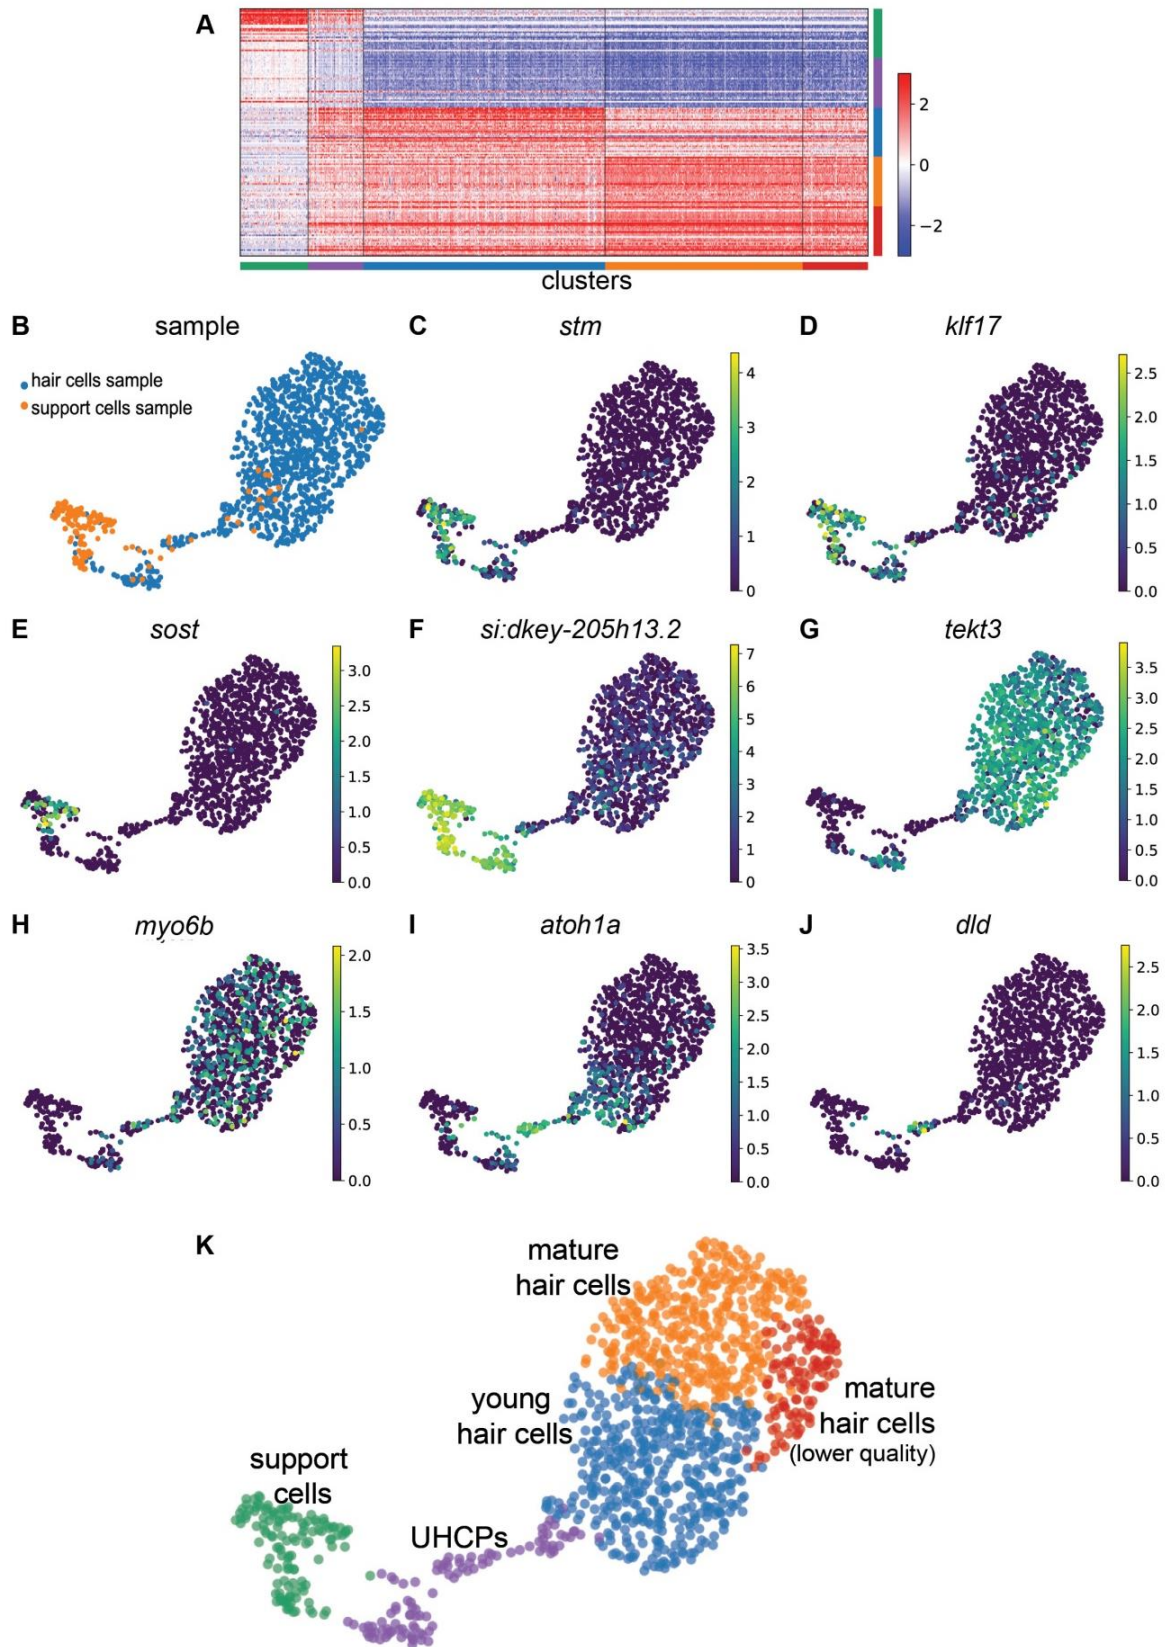 A
2
0
−2
clusters
B sample
hair cells sample
support cells sample
C stm
4
3
2
1
0
D klf17
2.5
2.0
1.5
1.0
0.5
0.0
E sost
3.0
2.5
2.0
1.5
1.0
0.5
0.0
F si:dkey-205h13.2
7
6
5
4
3
2
1
0
G tekt3
3.5
3.0
2.5
2.0
1.5
1.0
0.5
0.0
H myo6b
2.0
1.5
1.0
0.5
0.0
I atoh1a
3.5
3.0
2.5
2.0
1.5
1.0
0.5
0.0
J dld
2.5
2.0
1.5
1.0
0.5
0.0
K
mature
hair cells
young
hair cells
mature
hair cells
(lower quality)
support
cells
UHCPs